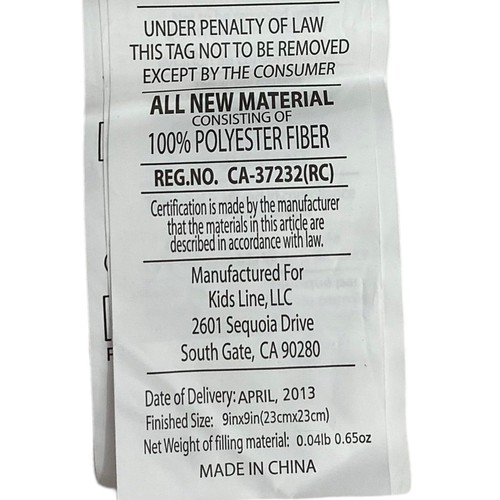 UNDER PENALTY OF LAW
THIS TAG NOT TO BE REMOVED
EXCEPT BY THE CONSUMER
ALL NEW MATERIAL
CONSISTING OF
100% POLYESTER FIBER
REG.NO. CA-37232(RC)
Certification is made by the manufacturer
that the materials in this article are
described in accordance with law.
Manufactured For
Kids Line, LLC
2601 Sequoia Drive
South Gate, CA 90280
Date of Delivery: APRIL, 2013
Finished Size: 9inx9in(23cmx23cm)
Net Weight of filling material: 0.04lb 0.65oz
MADE IN CHINA